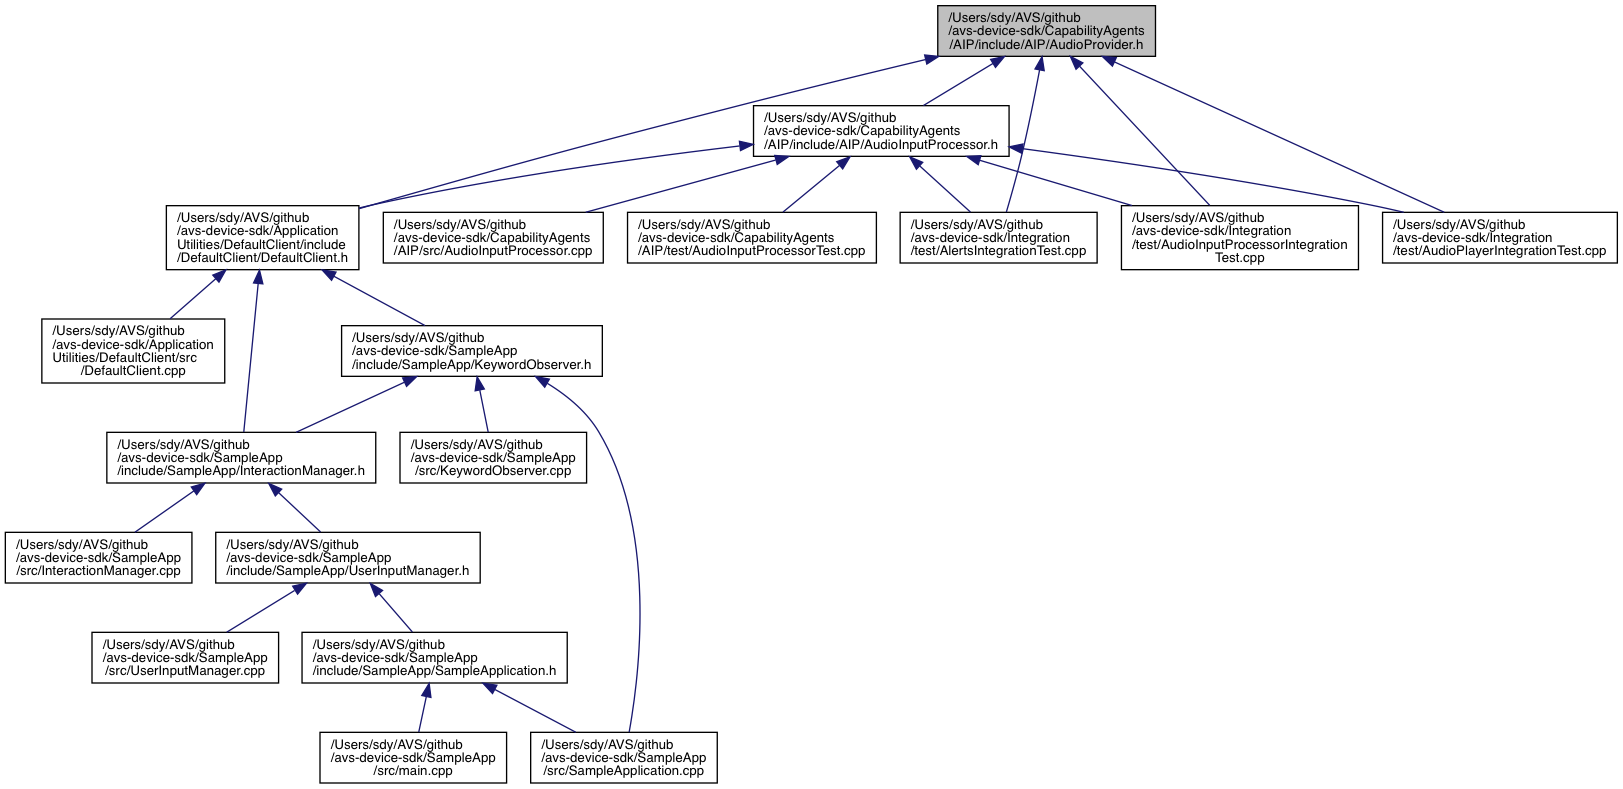 /Users/sdy/AVS/github
/avs-device-sdk/CapabilityAgents
/AIP/include/AIP/AudioProvider.h
/Users/sdy/AVS/github
/avs-device-sdk/CapabilityAgents
/AIP/include/AIP/AudioInputProcessor.h
/Users/sdy/AVS/github
/avs-device-sdk/Application
Utilities/DefaultClient/include
/DefaultClient/DefaultClient.h
/Users/sdy/AVS/github
/avs-device-sdk/CapabilityAgents
/AIP/src/AudioInputProcessor.cpp
/Users/sdy/AVS/github
/avs-device-sdk/CapabilityAgents
/AIP/test/AudioInputProcessorTest.cpp
/Users/sdy/AVS/github
/avs-device-sdk/Integration
/test/AlertsIntegrationTest.cpp
/Users/sdy/AVS/github
/avs-device-sdk/Integration
/test/AudioInputProcessorIntegration
Test.cpp
/Users/sdy/AVS/github
/avs-device-sdk/Integration
/test/AudioPlayerIntegrationTest.cpp
/Users/sdy/AVS/github
/avs-device-sdk/Application
Utilities/DefaultClient/src
/DefaultClient.cpp
/Users/sdy/AVS/github
/avs-device-sdk/SampleApp
/include/SampleApp/KeywordObserver.h
/Users/sdy/AVS/github
/avs-device-sdk/SampleApp
/include/SampleApp/InteractionManager.h
/Users/sdy/AVS/github
/avs-device-sdk/SampleApp
/src/KeywordObserver.cpp
/Users/sdy/AVS/github
/avs-device-sdk/SampleApp
/src/InteractionManager.cpp
/Users/sdy/AVS/github
/avs-device-sdk/SampleApp
/include/SampleApp/UserInputManager.h
/Users/sdy/AVS/github
/avs-device-sdk/SampleApp
/src/UserInputManager.cpp
/Users/sdy/AVS/github
/avs-device-sdk/SampleApp
/include/SampleApp/SampleApplication.h
/Users/sdy/AVS/github
/avs-device-sdk/SampleApp
/src/main.cpp
/Users/sdy/AVS/github
/avs-device-sdk/SampleApp
/src/SampleApplication.cpp